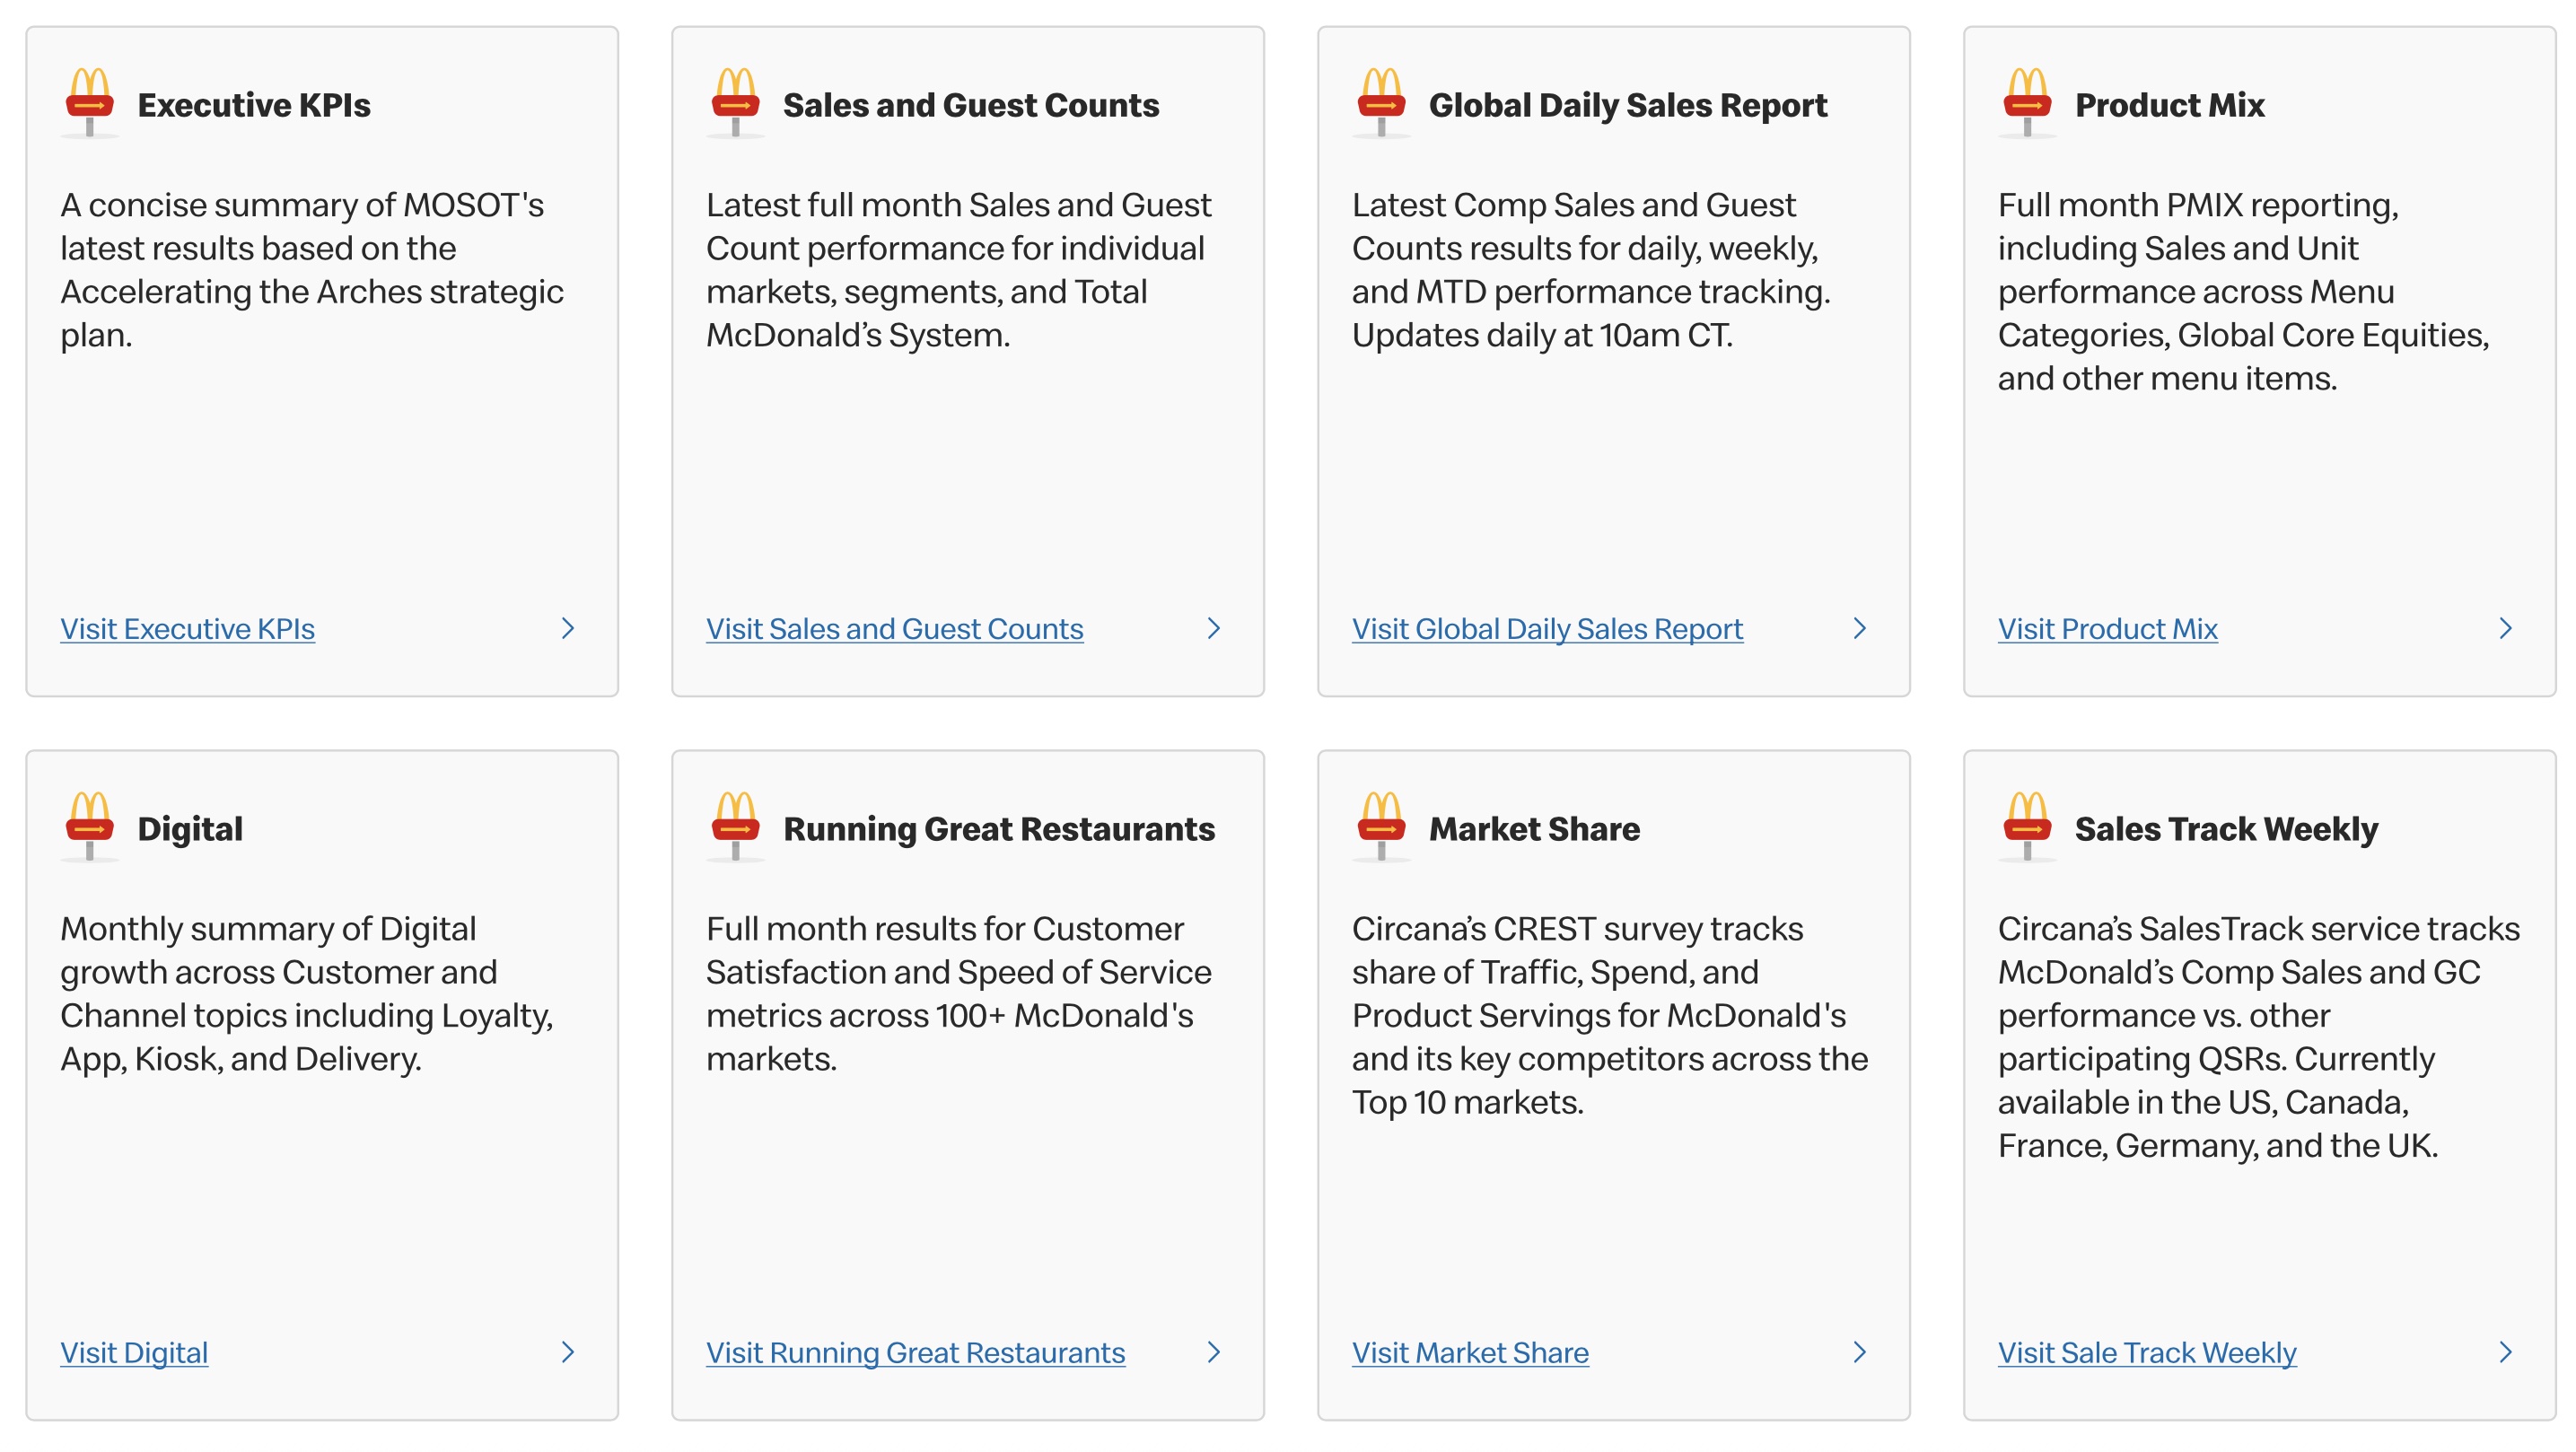 Executive KPIs
A concise summary of MOSOT's
latest results based on the
Accelerating the Arches strategic
plan.
Visit Executive KPIs
Sales and Guest Counts
Latest full month Sales and Guest
Count performance for individual
markets, segments, and Total
McDonald’s System.
Visit Sales and Guest Counts
Global Daily Sales Report
Latest Comp Sales and Guest
Counts results for daily, weekly,
and MTD performance tracking.
Updates daily at 10am CT.
Visit Global Daily Sales Report
Product Mix
Full month PMIX reporting,
including Sales and Unit
performance across Menu
Categories, Global Core Equities,
and other menu items.
Visit Product Mix
Digital
Monthly summary of Digital
growth across Customer and
Channel topics including Loyalty,
App, Kiosk, and Delivery.
Visit Digital
Running Great Restaurants
Full month results for Customer
Satisfaction and Speed of Service
metrics across 100+ McDonald's
markets.
Visit Running Great Restaurants
Market Share
Circana’s CREST survey tracks
share of Traffic, Spend, and
Product Servings for McDonald's
and its key competitors across the
Top 10 markets.
Visit Market Share
Sales Track Weekly
Circana’s SalesTrack service tracks
McDonald’s Comp Sales and GC
performance vs. other
participating QSRs. Currently
available in the US, Canada,
France, Germany, and the UK.
Visit Sale Track Weekly